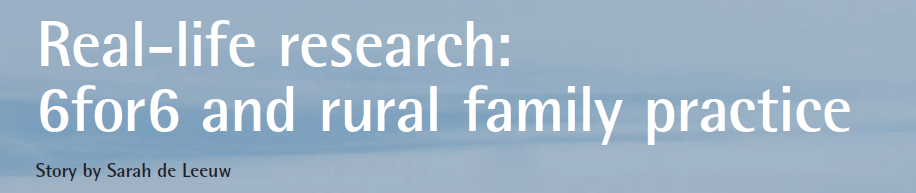 Real-life research:
6for6 and rural family practice
Story by Sarah de Leeuw